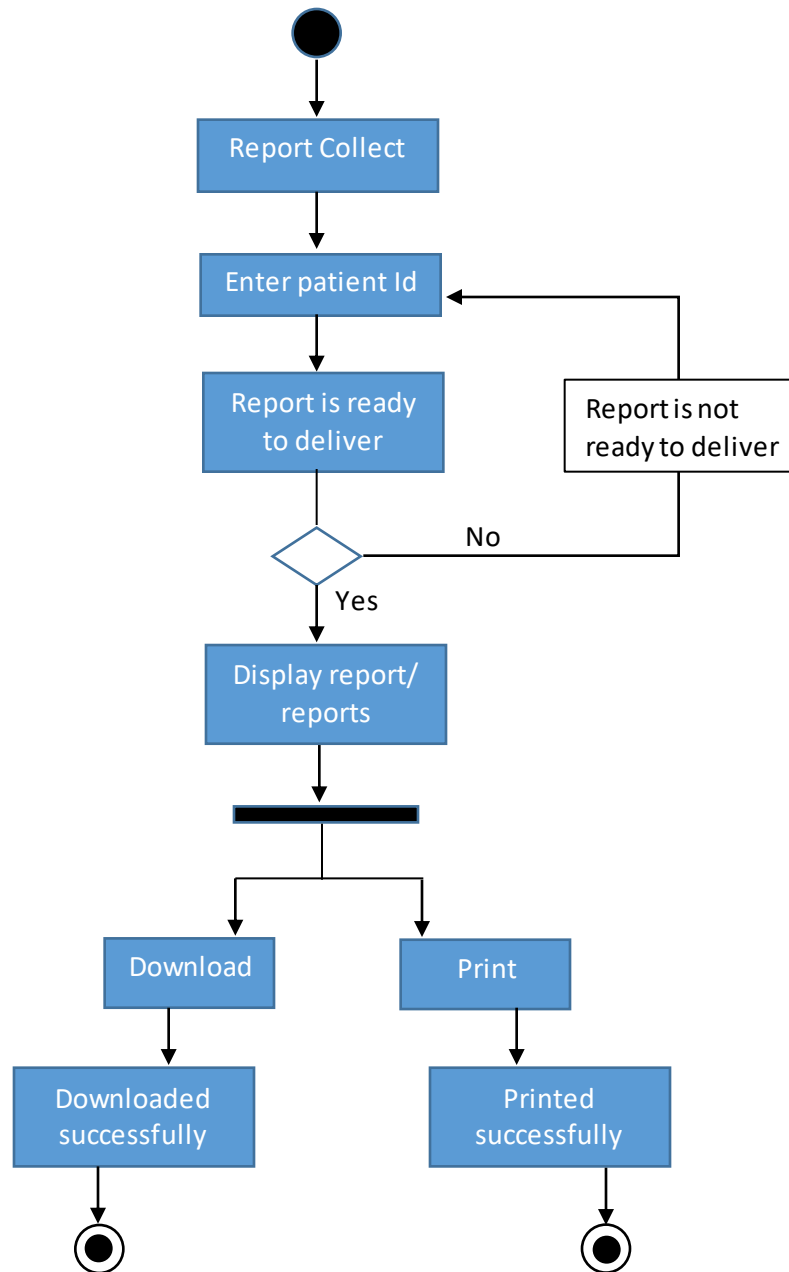 Report Collect
Enter patient Id
Report is ready
to deliver
Report is not
ready to deliver
No
Yes
Display report/
reports
Download
Print
Downloaded
successfully
Printed
successfully